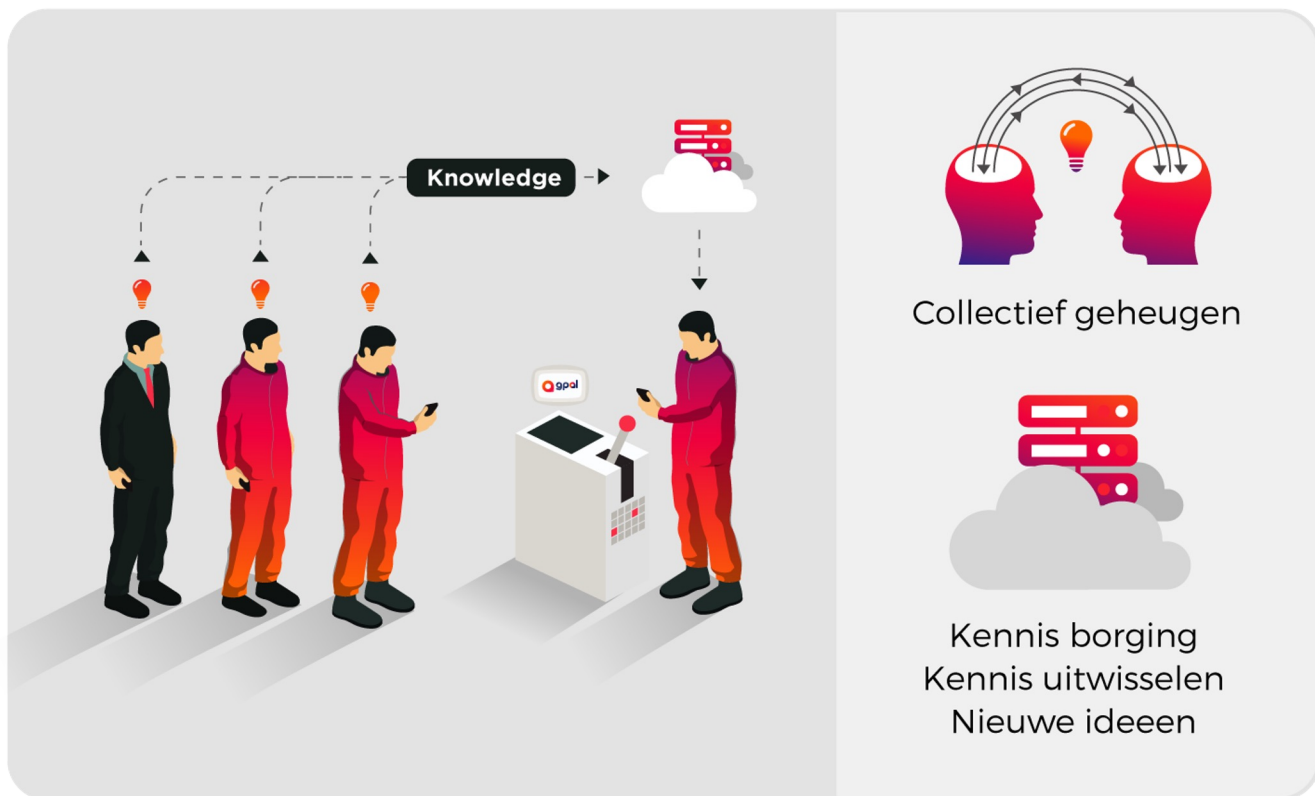 Knowledge
gpal
Collectief geheugen
Kennis borging
Kennis uitwisselen
Nieuwe ideeen